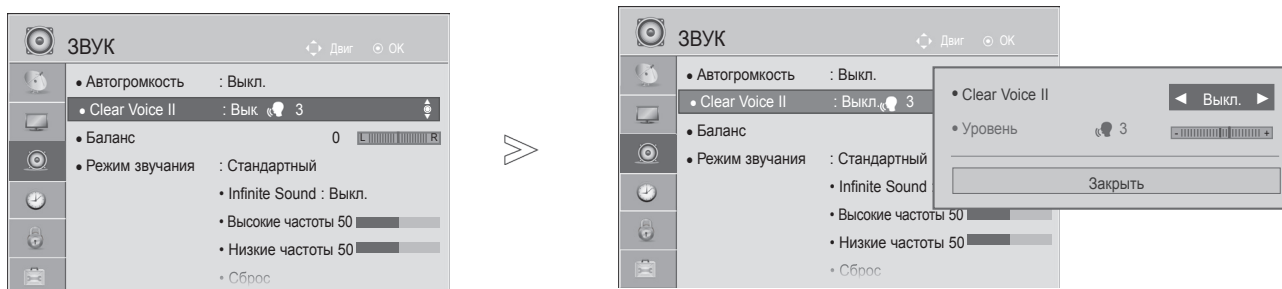 ЗВУК
Двиг OK
• Автогромкость : Выкл.
• Clear Voice II : Вык 3
• Баланс 0 L R
• Режим звучания : Стандартный
• Infinite Sound : Выкл.
• Высокие частоты 50
• Низкие частоты 50
• Сброс
ЗВУК
Двиг OK
• Автогромкость : Выкл.
• Clear Voice II : Выкл. 3
• Баланс
• Режим звучания : Стандартный
• Infinite Sound :
• Высокие частоты 50
• Низкие частоты 50
• Сброс
• Clear Voice II ◄ Выкл. ►
• Уровень 3 - +
Закрыть